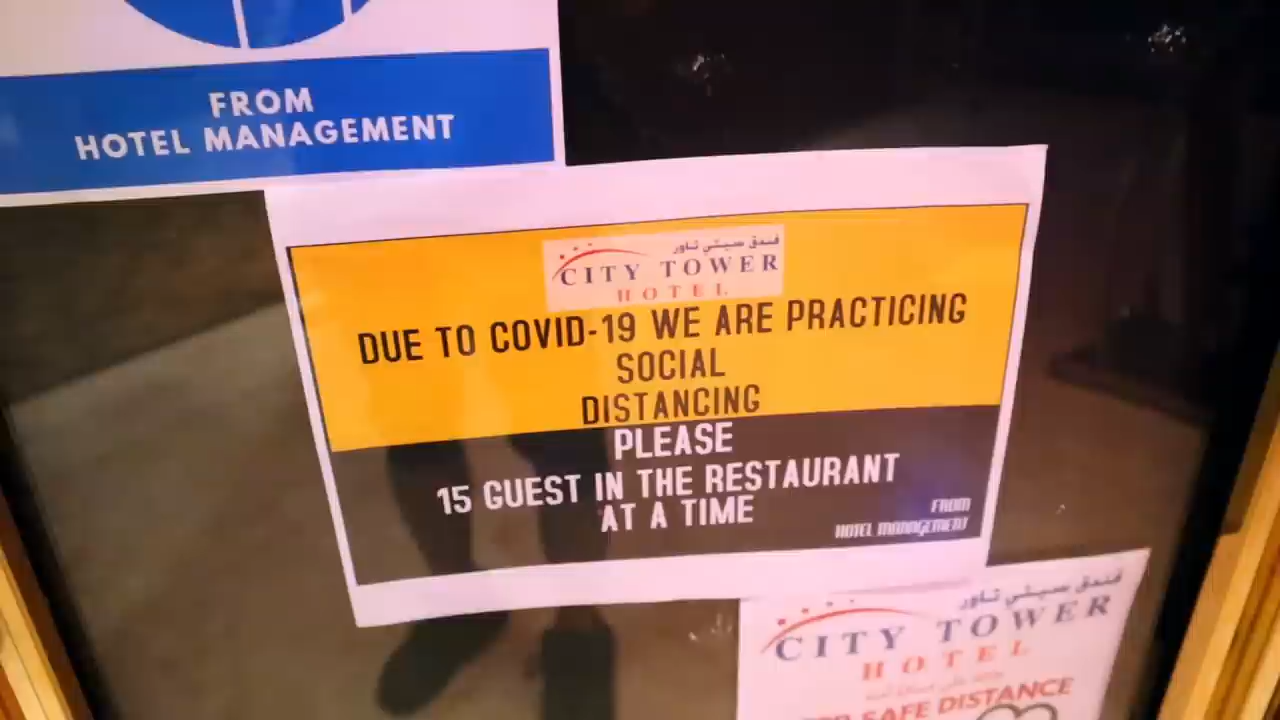 FROM
HOTEL MANAGEMENT
فندق سيتي تاور
CITY TOWER
HOTEL
DUE TO COVID-19 WE ARE PRACTICING
SOCIAL
DISTANCING
PLEASE
15 GUEST IN THE RESTAURANT
AT A TIME
FROM
HOTEL MANAGEMENT
فندق سيتي تاور
CITY TOWER
HOTEL
SAFE DISTANCE